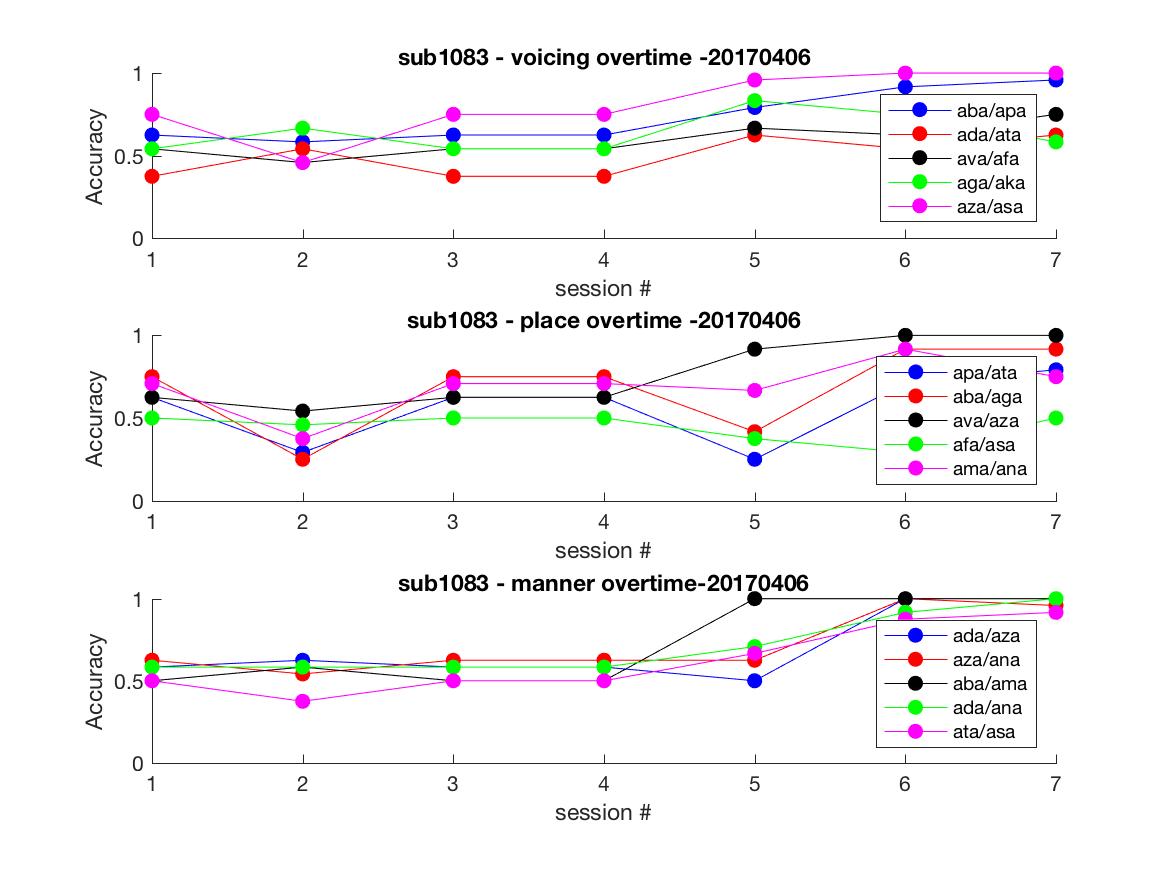 sub1083 - voicing overtime -20170406
Accuracy
1
0.5
0
aba/apa
ada/ata
ava/afa
aga/aka
aza/asa
1 2 3 4 5 6 7
session #
sub1083 - place overtime -20170406
Accuracy
1
0.5
0
apa/ata
aba/aga
ava/aza
afa/asa
ama/ana
1 2 3 4 5 6 7
session #
sub1083 - manner overtime-20170406
Accuracy
1
0.5
0
ada/aza
aza/ana
aba/ama
ada/ana
ata/asa
1 2 3 4 5 6 7
session #